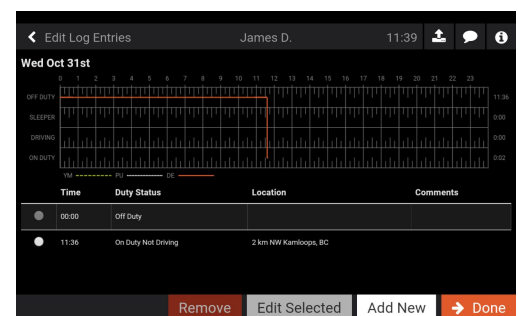 Edit Log Entries James D. 11:39
Wed Oct 31st
0 1 2 3 4 5 6 7 8 9 10 11 12 13 14 15 16 17 18 19 20 21 22 23
OFF DUTY 11:36
SLEEPER 0:00
DRIVING 0:00
ON DUTY 0:02
YM PU DE
Time Duty Status Location Comments
00:00 Off Duty
11:36 On Duty Not Driving 2 km NW Kamloops, BC
Remove Edit Selected Add New Done